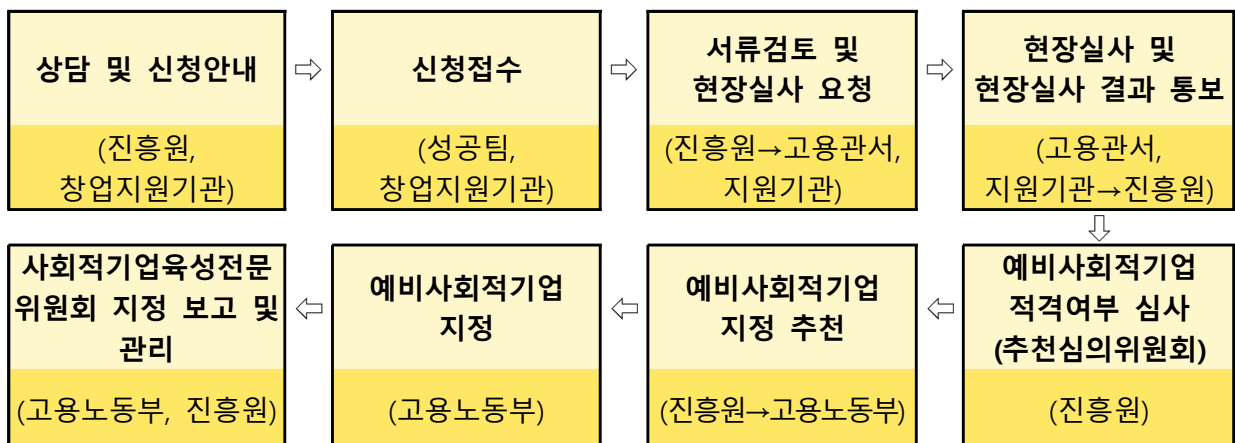 상담 및 신청안내
(진흥원,
창업지원기관)
⇨
신청접수
(성공팀,
창업지원기관)
⇨
서류검토 및
현장실사 요청
(진흥원→고용관서,
지원기관)
⇨
현장실사 및
현장실사 결과 통보
(고용관서,
지원기관→진흥원)
⇩
예비사회적기업
적격여부 심사
(추천심의위원회)
(진흥원)
⇦
예비사회적기업
지정 추천
(진흥원→고용노동부)
⇦
예비사회적기업
지정
(고용노동부)
⇦
사회적기업육성전문
위원회 지정 보고 및
관리
(고용노동부, 진흥원)